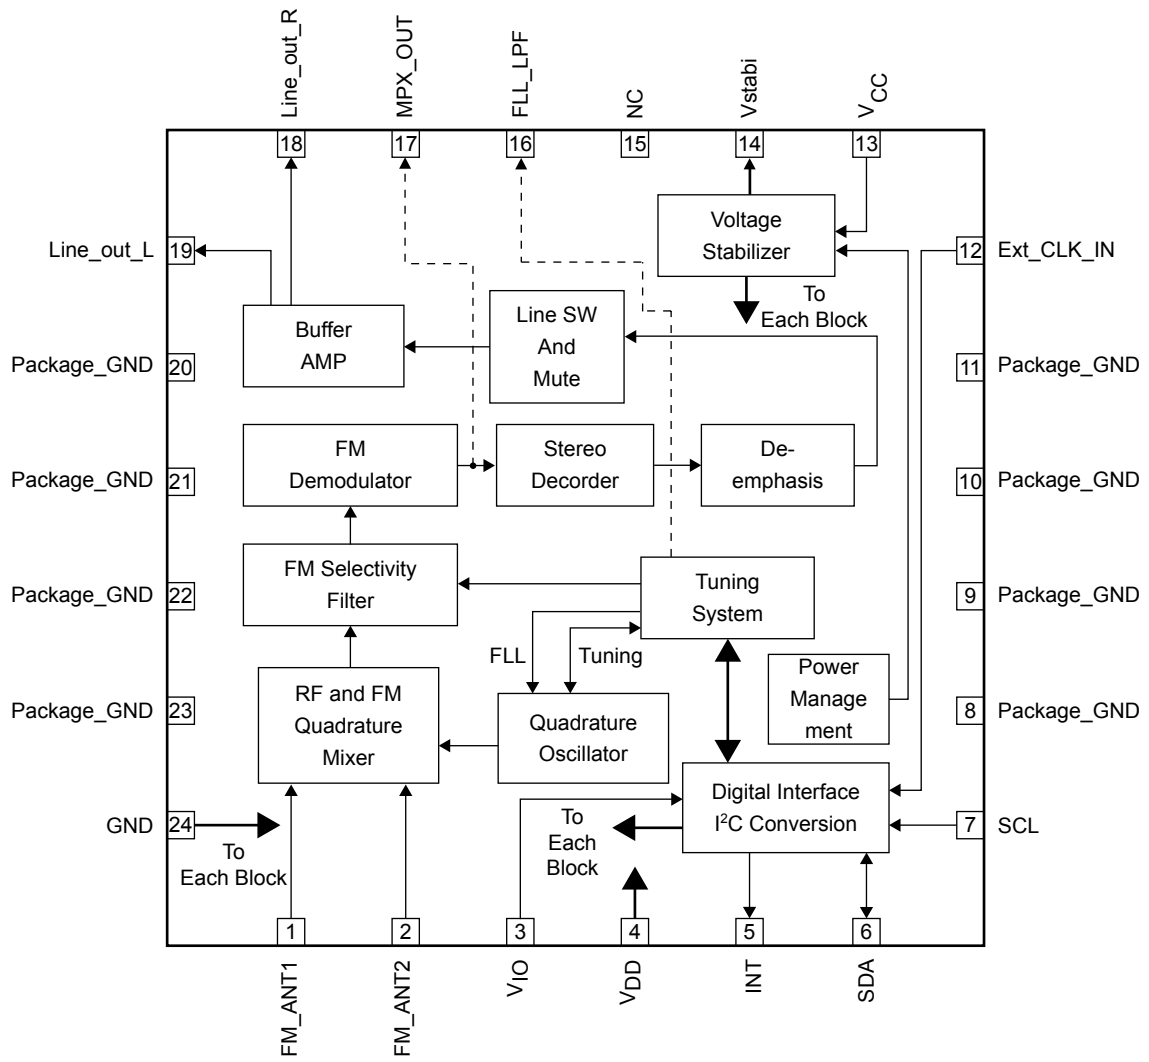 Line_out_R
MPX_OUT
FLL_LPF
NC
Vstabi
VCC
18
17
16
15
14
13
Line_out_L
19
Voltage
Stabilizer
12
Ext_CLK_IN
To
Each Block
Buffer
AMP
Line SW
And
Mute
Package_GND
20
11
Package_GND
FM
Demodulator
Stereo
Decorder
De-
emphasis
Package_GND
21
10
Package_GND
FM Selectivity
Filter
Tuning
System
Package_GND
22
9
Package_GND
FLL
Tuning
Power
Manage
ment
RF and FM
Quadrature
Mixer
Quadrature
Oscillator
Package_GND
23
8
Package_GND
Digital Interface
I²C Conversion
GND
24
To
Each Block
To
Each
Block
7
SCL
1
2
3
4
5
6
FM_ANT1
FM_ANT2
VIO
VDD
INT
SDA